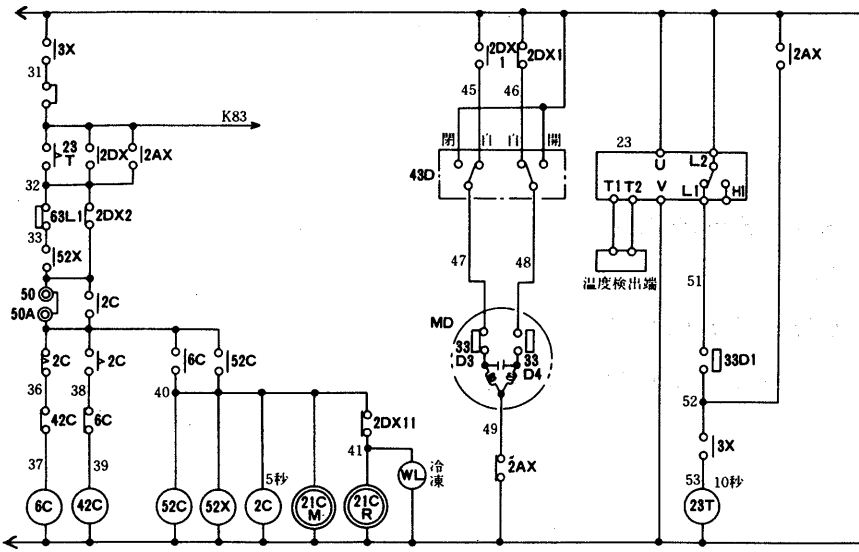 3X
31
K83
23
T
2DX
2AX
32
63L1
2DX2
33
52X
50
50A
2C
2C
2C
6C
52C
36
38
40
42C
6C
2DX11
41
37
39
5秒
WL
冷凍
6C
42C
52C
52X
2C
21C
M
21C
R
2DX
1
2DX1
45
46
閉
自
自
開
43D
47
48
MD
33
D3
33
D4
49
2AX
2AX
23
U
L2
T1
T2
V
L1
H1
温度検出端
51
33D1
52
3X
53
10秒
23T